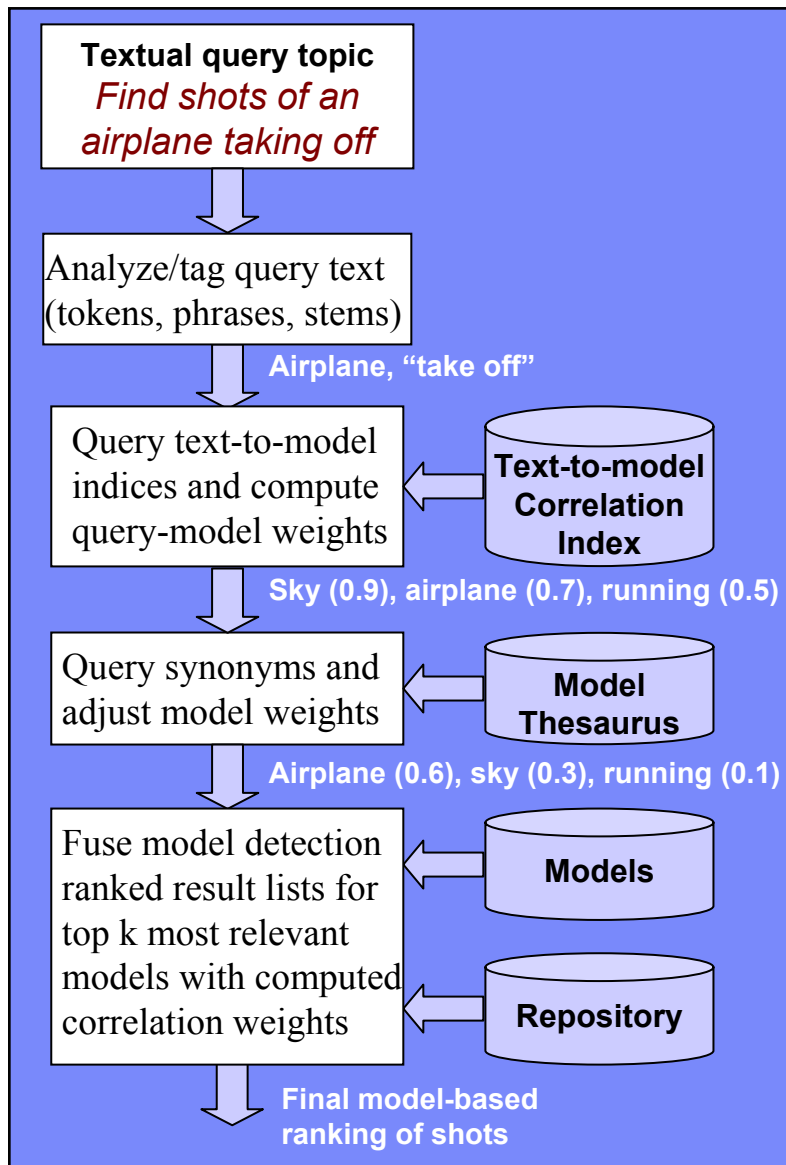 Textual query topic
Find shots of an
airplane taking off
Analyze/tag query text
(tokens, phrases, stems)
Airplane, “take off”
Query text-to-model
indices and compute
query-model weights
Text-to-model
Correlation
Index
Sky (0.9), airplane (0.7), running (0.5)
Query synonyms and
adjust model weights
Model
Thesaurus
Airplane (0.6), sky (0.3), running (0.1)
Fuse model detection
ranked result lists for
top k most relevant
models with computed
correlation weights
Models
Repository
Final model-based
ranking of shots